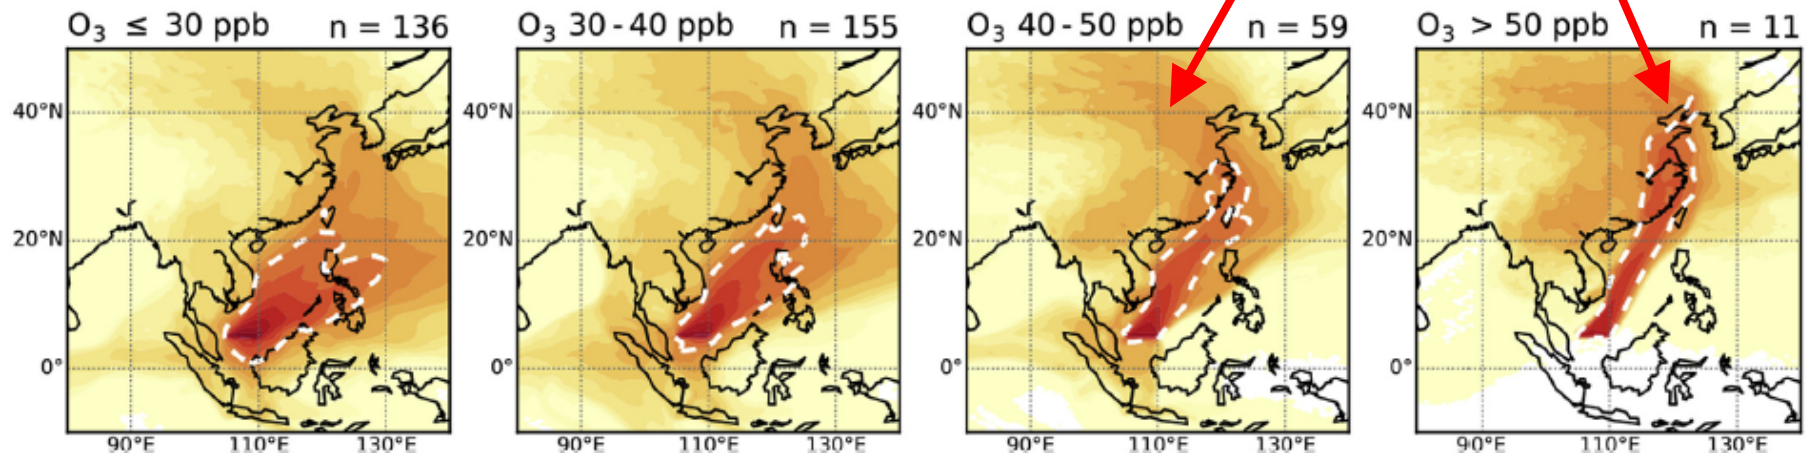 O₃ ≤ 30 ppb n = 136
O₃ 30-40 ppb n = 155
O₃ 40-50 ppb n = 59
O₃ > 50 ppb n = 11
40°N 40°N 40°N 40°N
20°N 20°N 20°N 20°N
0° 0° 0° 0°
90°E 110°E 130°E 90°E 110°E 130°E 90°E 110°E 130°E 90°E 110°E 130°E